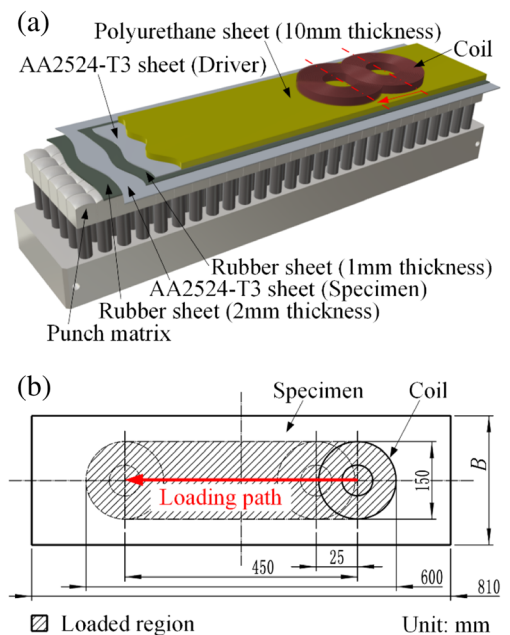 (a)
Polyurethane sheet (10mm thickness)
AA2524-T3 sheet (Driver)
Coil
Rubber sheet (1mm thickness)
AA2524-T3 sheet (Specimen)
Rubber sheet (2mm thickness)
Punch matrix
(b)
Specimen
Coil
Loading path
150
B
25
450
600
810
Loaded region
Unit: mm